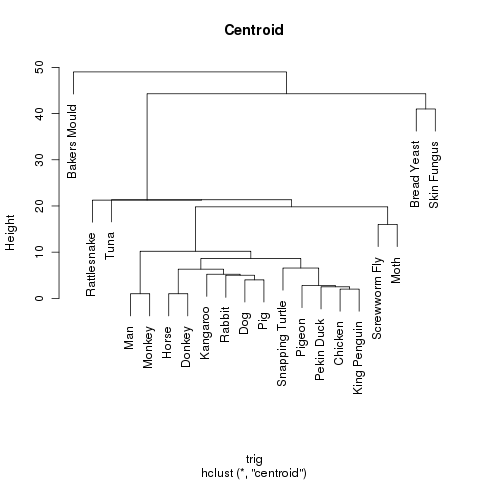 Centroid
Height
50
40
30
20
10
0
Bakers Mould
Rattlesnake
Tuna
Man
Monkey
Horse
Donkey
Kangaroo
Rabbit
Dog
Pig
Snapping Turtle
Pigeon
Pekin Duck
Chicken
King Penguin
Screwworm Fly
Moth
Bread Yeast
Skin Fungus
trig
hclust (*, "centroid")